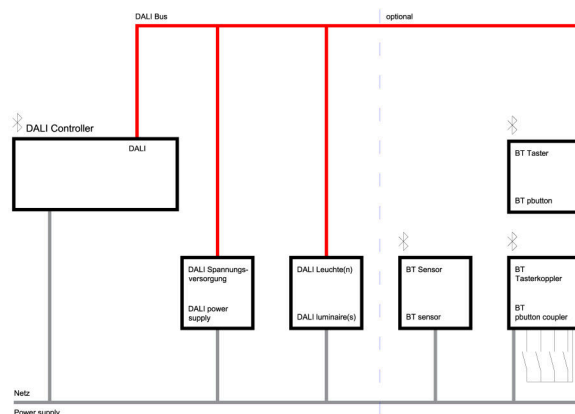 DALI Bus
optional
DALI Controller
DALI
BT Taster
BT pbutton
DALI Spannungs-
versorgung
DALI power
supply
DALI Leuchte(n)
DALI luminaire(s)
BT Sensor
BT sensor
BT
Tasterkoppler
BT
pbutton coupler
Netz
Power supply